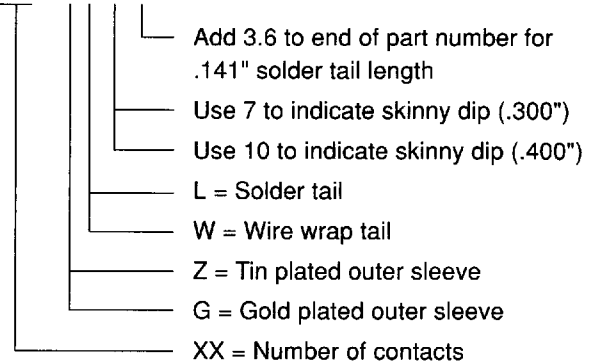 Add 3.6 to end of part number for
.141" solder tail length
Use 7 to indicate skinny dip (.300")
Use 10 to indicate skinny dip (.400")
L = Solder tail
W = Wire wrap tail
Z = Tin plated outer sleeve
G = Gold plated outer sleeve
XX = Number of contacts